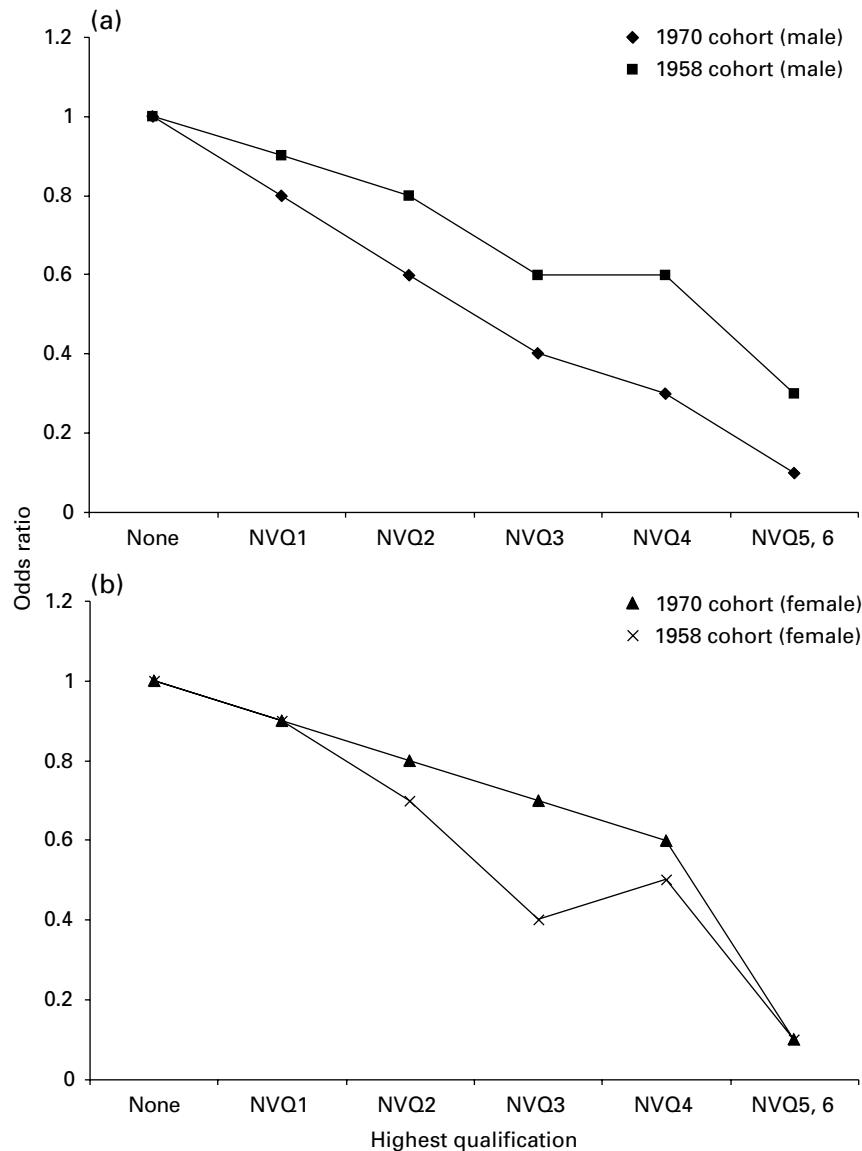 (a)
1.2
1
0.8
0.6
0.4
0.2
0
1970 cohort (male)
1958 cohort (male)
None NVQ1 NVQ2 NVQ3 NVQ4 NVQ5, 6
Odds ratio
(b)
1.2
1
0.8
0.6
0.4
0.2
0
1970 cohort (female)
1958 cohort (female)
None NVQ1 NVQ2 NVQ3 NVQ4 NVQ5, 6
Highest qualification